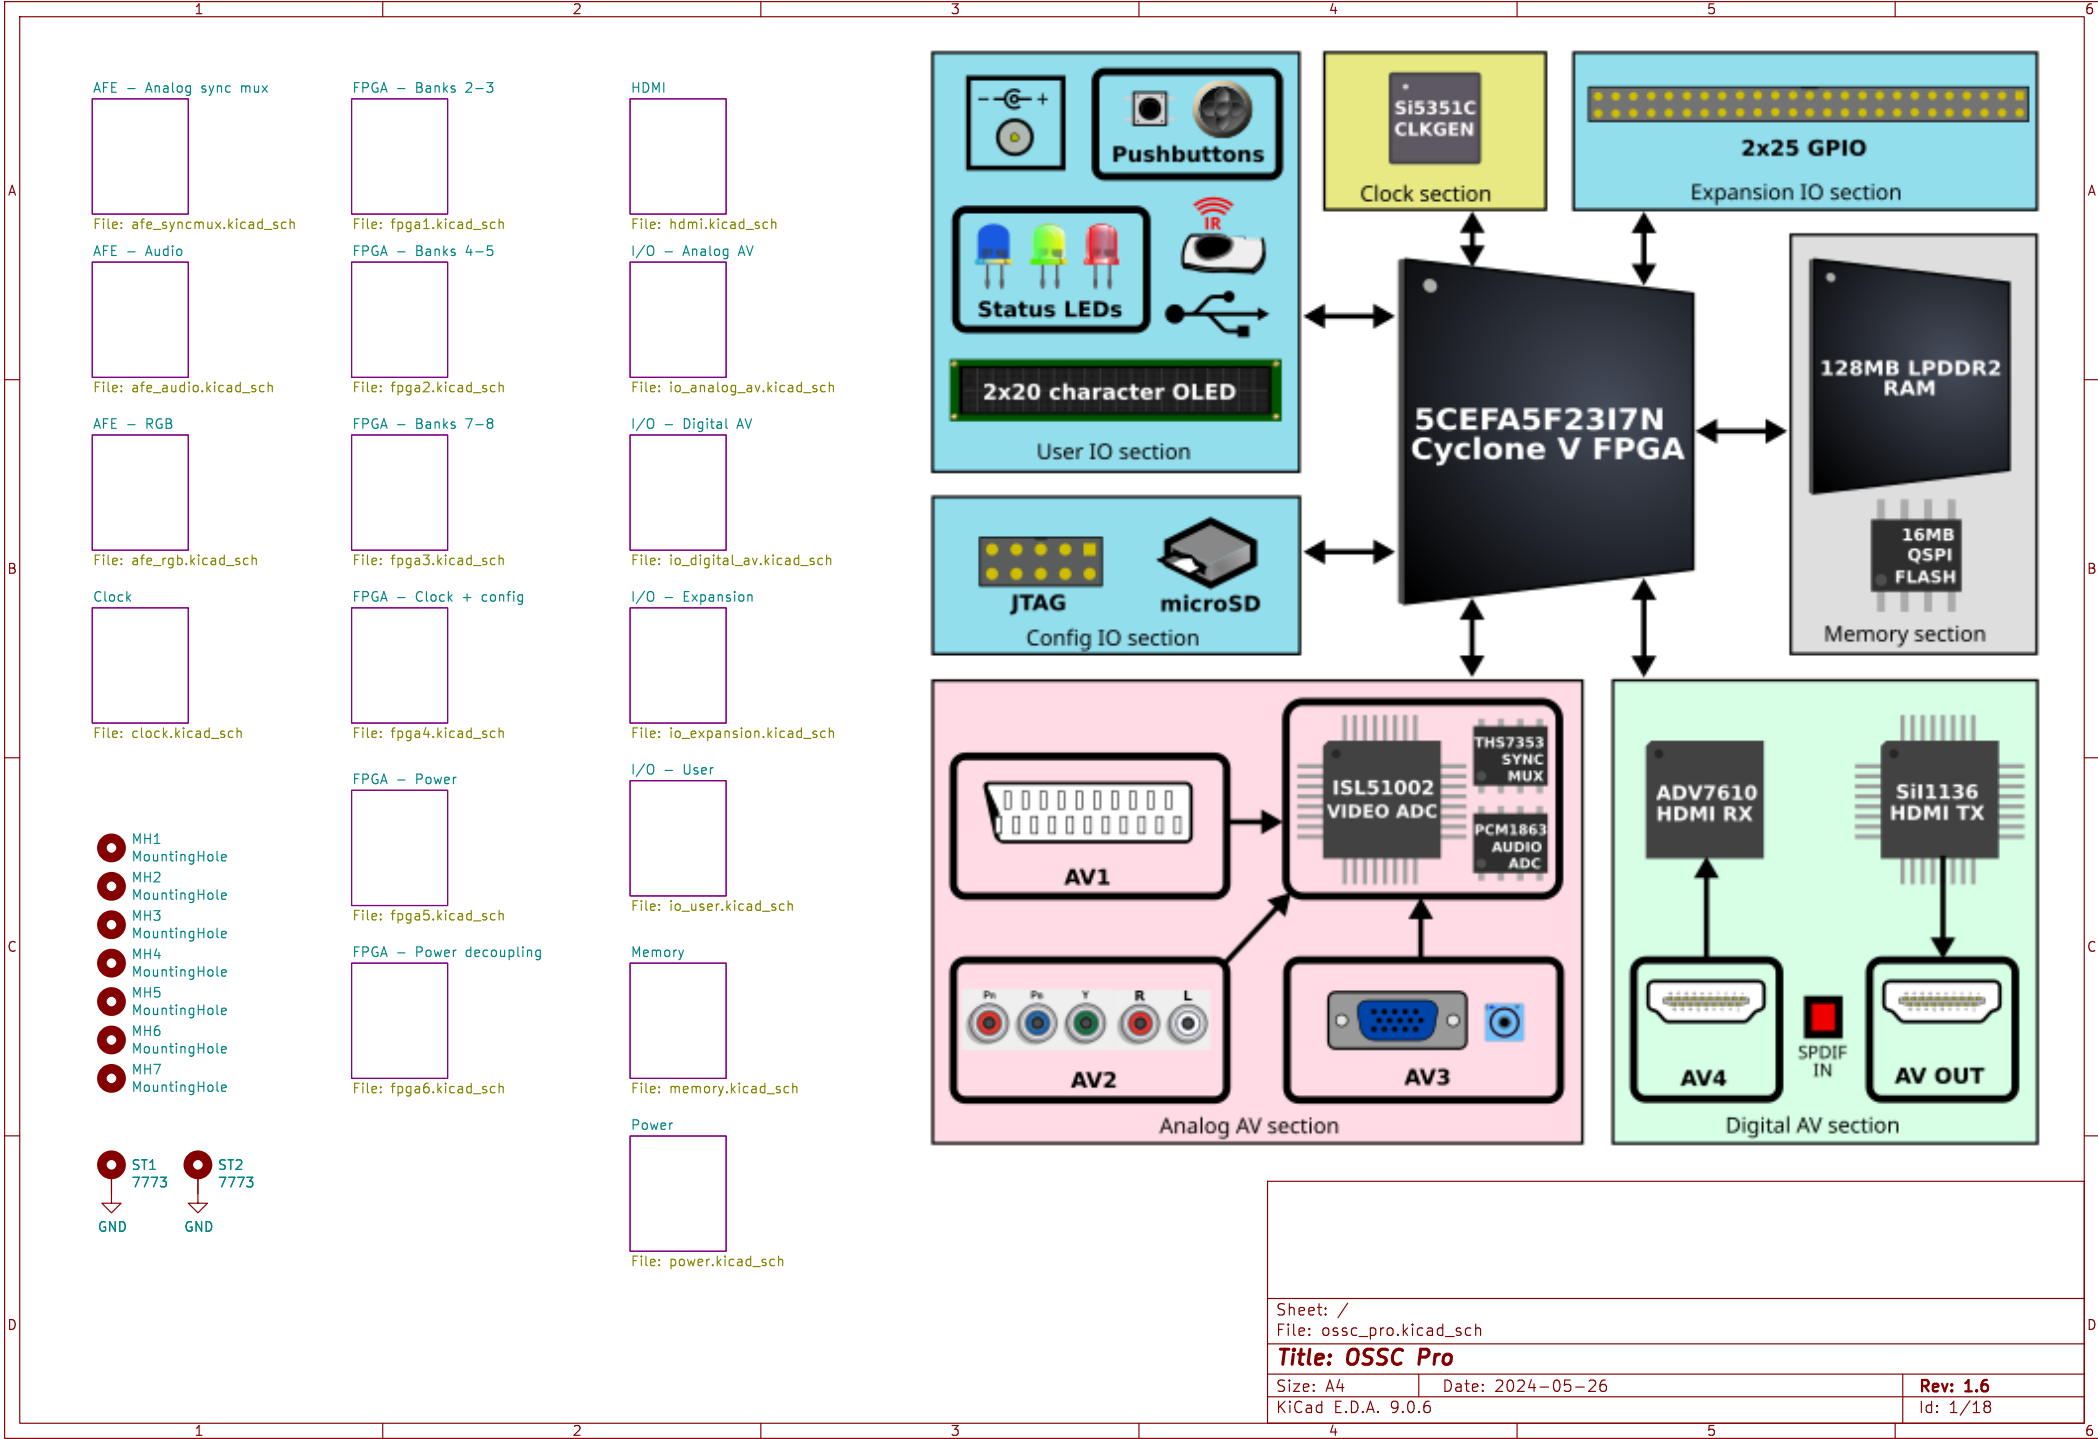 1 2 3 4 5 6
A
B
C
D
AFE - Analog sync mux
File: afe_syncmux.kicad_sch
AFE - Audio
File: afe_audio.kicad_sch
AFE - RGB
File: afe_rgb.kicad_sch
Clock
File: clock.kicad_sch
MH1
MountingHole
MH2
MountingHole
MH3
MountingHole
MH4
MountingHole
MH5
MountingHole
MH6
MountingHole
MH7
MountingHole
ST1
7773
GND
ST2
7773
GND
FPGA - Banks 2-3
File: fpga1.kicad_sch
FPGA - Banks 4-5
File: fpga2.kicad_sch
FPGA - Banks 7-8
File: fpga3.kicad_sch
FPGA - Clock + config
File: fpga4.kicad_sch
FPGA - Power
File: fpga5.kicad_sch
FPGA - Power decoupling
File: fpga6.kicad_sch
HDMI
File: hdmi.kicad_sch
I/O - Analog AV
File: io_analog_av.kicad_sch
I/O - Digital AV
File: io_digital_av.kicad_sch
I/O - Expansion
File: io_expansion.kicad_sch
I/O - User
File: io_user.kicad_sch
Memory
File: memory.kicad_sch
Power
File: power.kicad_sch
- +
Pushbuttons
Status LEDs
IR
2x20 character OLED
User IO section
Si5351C
CLKGEN
Clock section
2x25 GPIO
Expansion IO section
5CEFA5F23I7N
Cyclone V FPGA
128MB LPDDR2
RAM
16MB
QSPI
FLASH
Memory section
JTAG
microSD
Config IO section
AV1
ISL51002
VIDEO ADC
THS7353
SYNC
MUX
PCM1863
AUDIO
ADC
Y R L
AV2
AV3
Analog AV section
ADV7610
HDMI RX
SiI1136
HDMI TX
AV4
SPDIF
IN
AV OUT
Digital AV section
Sheet: /
File: ossc_pro.kicad_sch
Title: OSSC Pro
Size: A4
Date: 2024-05-26
Rev: 1.6
KiCad E.D.A. 9.0.6
Id: 1/18
A
B
C
D
1 2 3 4 5 6